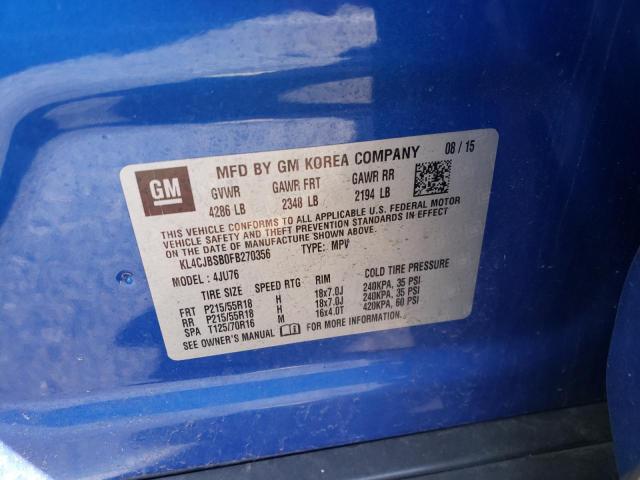 GM
MFD BY GM KOREA COMPANY 08 / 15
GVWR GAWR FRT GAWR RR
4286 LB 2348 LB 2194 LB
THIS VEHICLE CONFORMS TO ALL APPLICABLE U.S. FEDERAL MOTOR
VEHICLE SAFETY AND THEFT PREVENTION STANDARDS IN EFFECT
ON THE DATE OF MANUFACTURE SHOWN ABOVE.
KL4CJBSB0FB270356 TYPE: MPV
MODEL: 4JU76
TIRE SIZE SPEED RTG RIM COLD TIRE PRESSURE
FRT P215/55R18 H 18x7.0J 240KPA, 35 PSI
RR P215/55R18 H 18x7.0J 240KPA, 35 PSI
SPA T125/70R16 M 16x4.0T 420KPA, 60 PSI
SEE OWNER'S MANUAL FOR MORE INFORMATION.